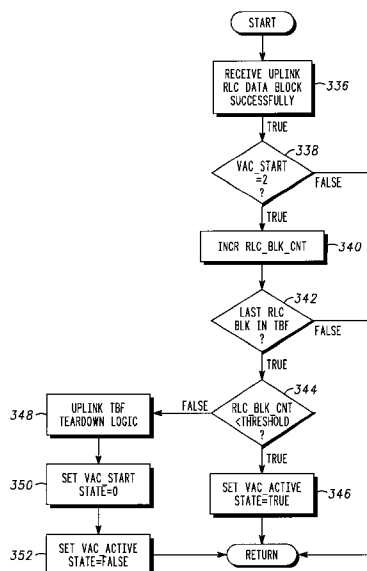 START
RECEIVE UPLINK
RLC DATA BLOCK
SUCCESSFULLY
336
TRUE
338
VAC_START
=2
?
FALSE
TRUE
INCR RLC_BLK_CNT
340
342
LAST RLC
BLK IN TBF
?
FALSE
TRUE
344
348
UPLINK TBF
TEARDOWN LOGIC
FALSE
RLC_BLK_CNT
<THRESHOLD
?
TRUE
350
SET VAC_START
STATE=0
SET VAC_ACTIVE
STATE=TRUE
346
352
SET VAC_ACTIVE
STATE=FALSE
RETURN